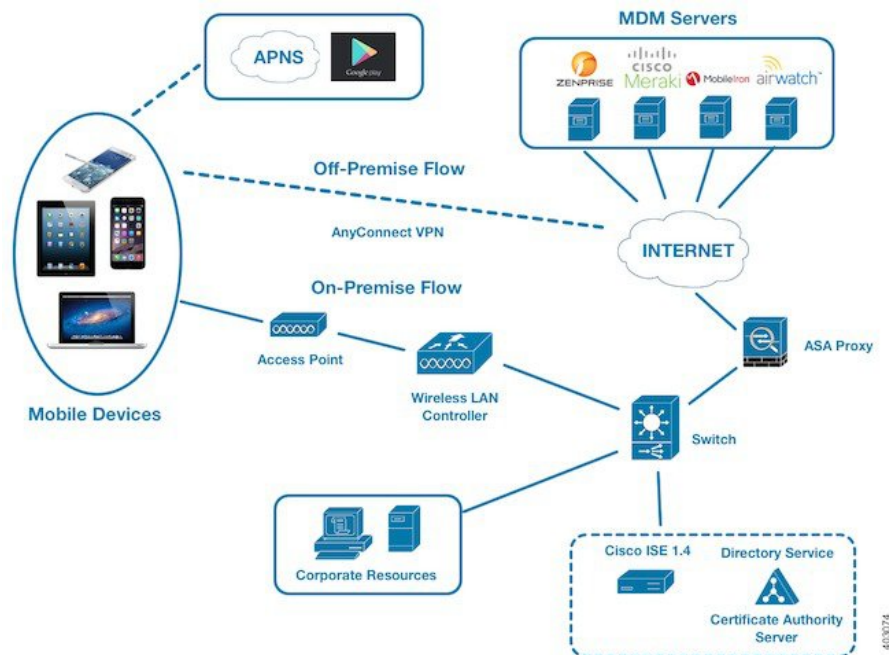 MDM Servers
APNS
Google play
ZENPRISE
CISCO
Meraki
MobileIron
airwatch™
Off-Premise Flow
AnyConnect VPN
INTERNET
On-Premise Flow
Access Point
ASA Proxy
Wireless LAN
Controller
Mobile Devices
Switch
Corporate Resources
Cisco ISE 1.4
Directory Service
Certificate Authority
Server
403074